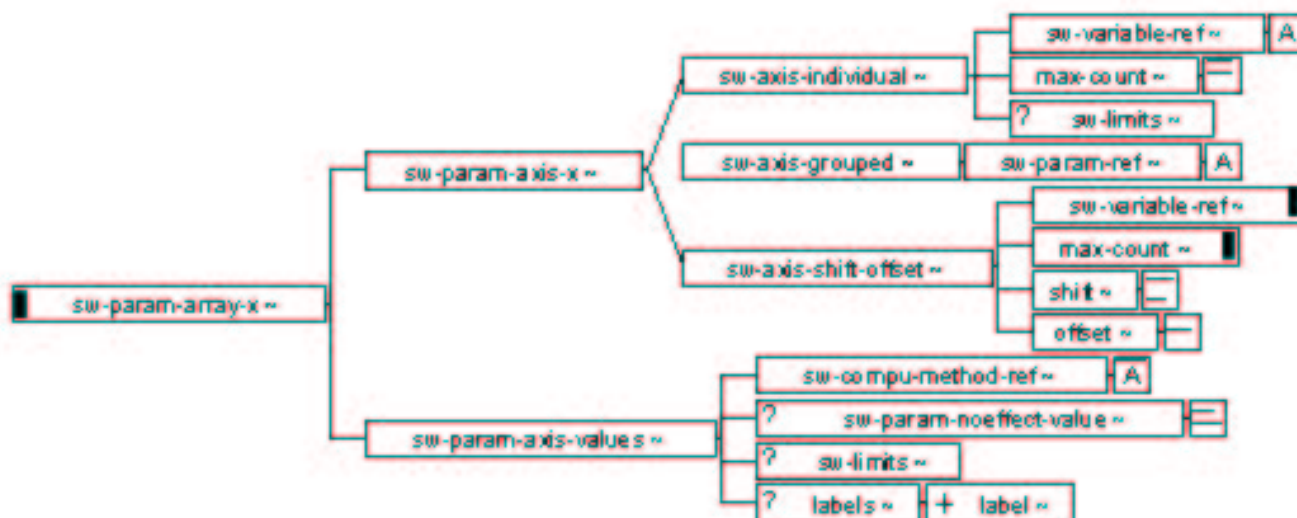 sw-variable-ref ~ A
sw-axis-individual ~
max-count ~
? sw-limits ~
sw-param-axis-x ~
sw-axis-grouped ~
sw-param-ref ~ A
sw-variable-ref ~
sw-axis-shift-offset ~
max-count ~
sw-param-array-x ~
shift ~
offset ~
sw-compu-method-ref ~ A
? sw-param-noeffect-value ~
sw-param-axis-values ~
? sw-limits ~
? labels ~
+ label ~